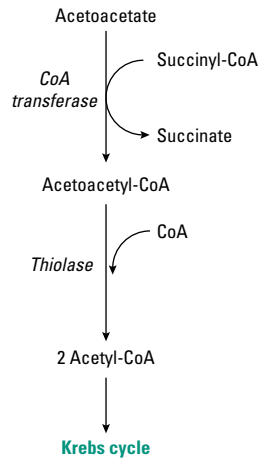 Acetoacetate
Succinyl-CoA
CoA
transferase
Succinate
Acetoacetyl-CoA
CoA
Thiolase
2 Acetyl-CoA
Krebs cycle